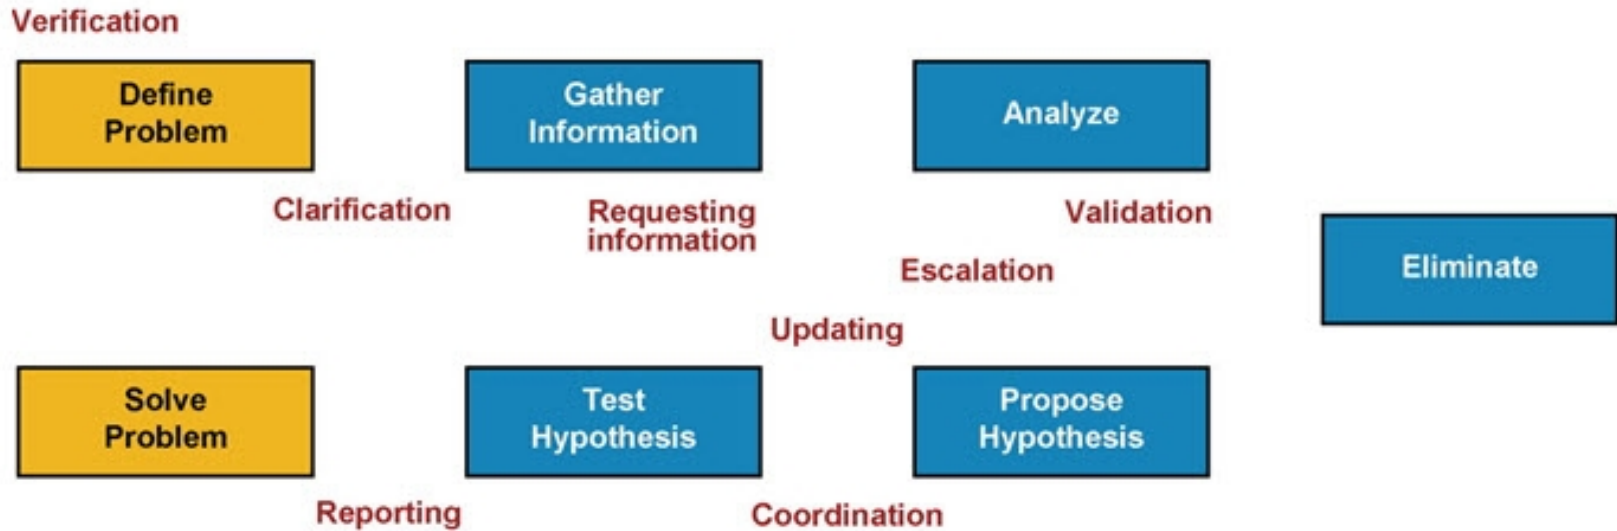 Verification
Define
Problem
Gather
Information
Analyze
Clarification
Requesting
information
Validation
Escalation
Eliminate
Updating
Solve
Problem
Test
Hypothesis
Propose
Hypothesis
Reporting
Coordination